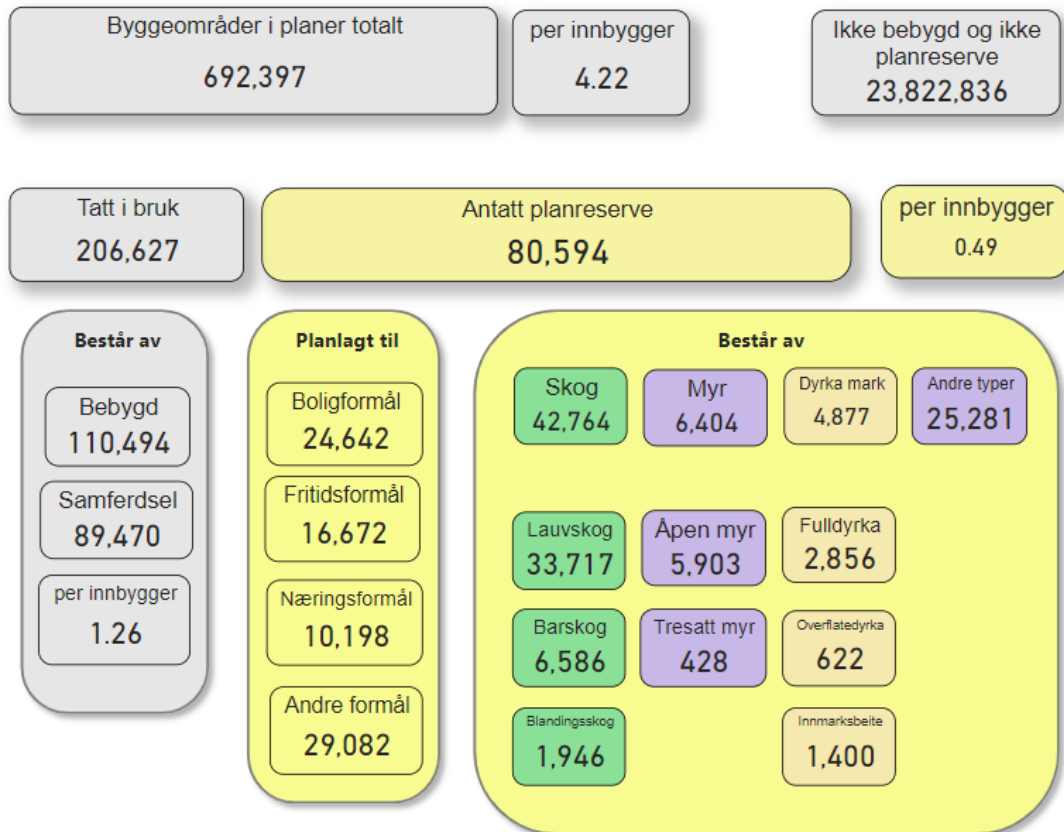 Byggeområder i planer totalt
692,397
per innbygger
4.22
Ikke bebygd og ikke
planreserve
23,822,836
Tatt i bruk
206,627
Antatt planreserve
80,594
per innbygger
0.49
Består av
Bebygd
110,494
Samferdsel
89,470
per innbygger
1.26
Planlagt til
Boligformål
24,642
Fritidsformål
16,672
Næringsformål
10,198
Andre formål
29,082
Består av
Skog
42,764
Myr
6,404
Dyrka mark
4,877
Andre typer
25,281
Lauvskog
33,717
Åpen myr
5,903
Fulldyrka
2,856
Barskog
6,586
Tresatt myr
428
Overflatedyrka
622
Blandingsskog
1,946
Innmarksbeite
1,400